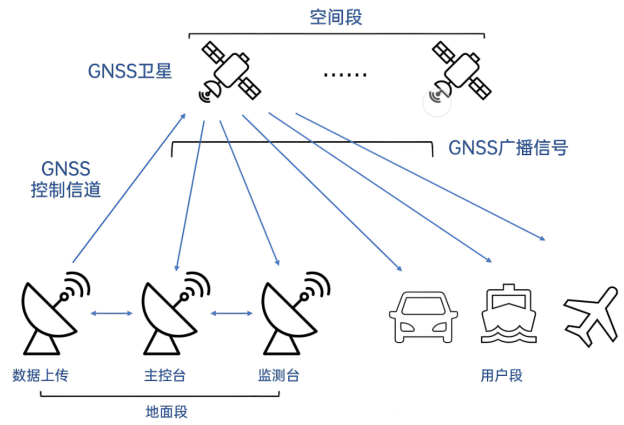 空间段
GNSS卫星
……
GNSS广播信号
GNSS
控制信道
数据上传
主控台
监测台
用户段
地面段